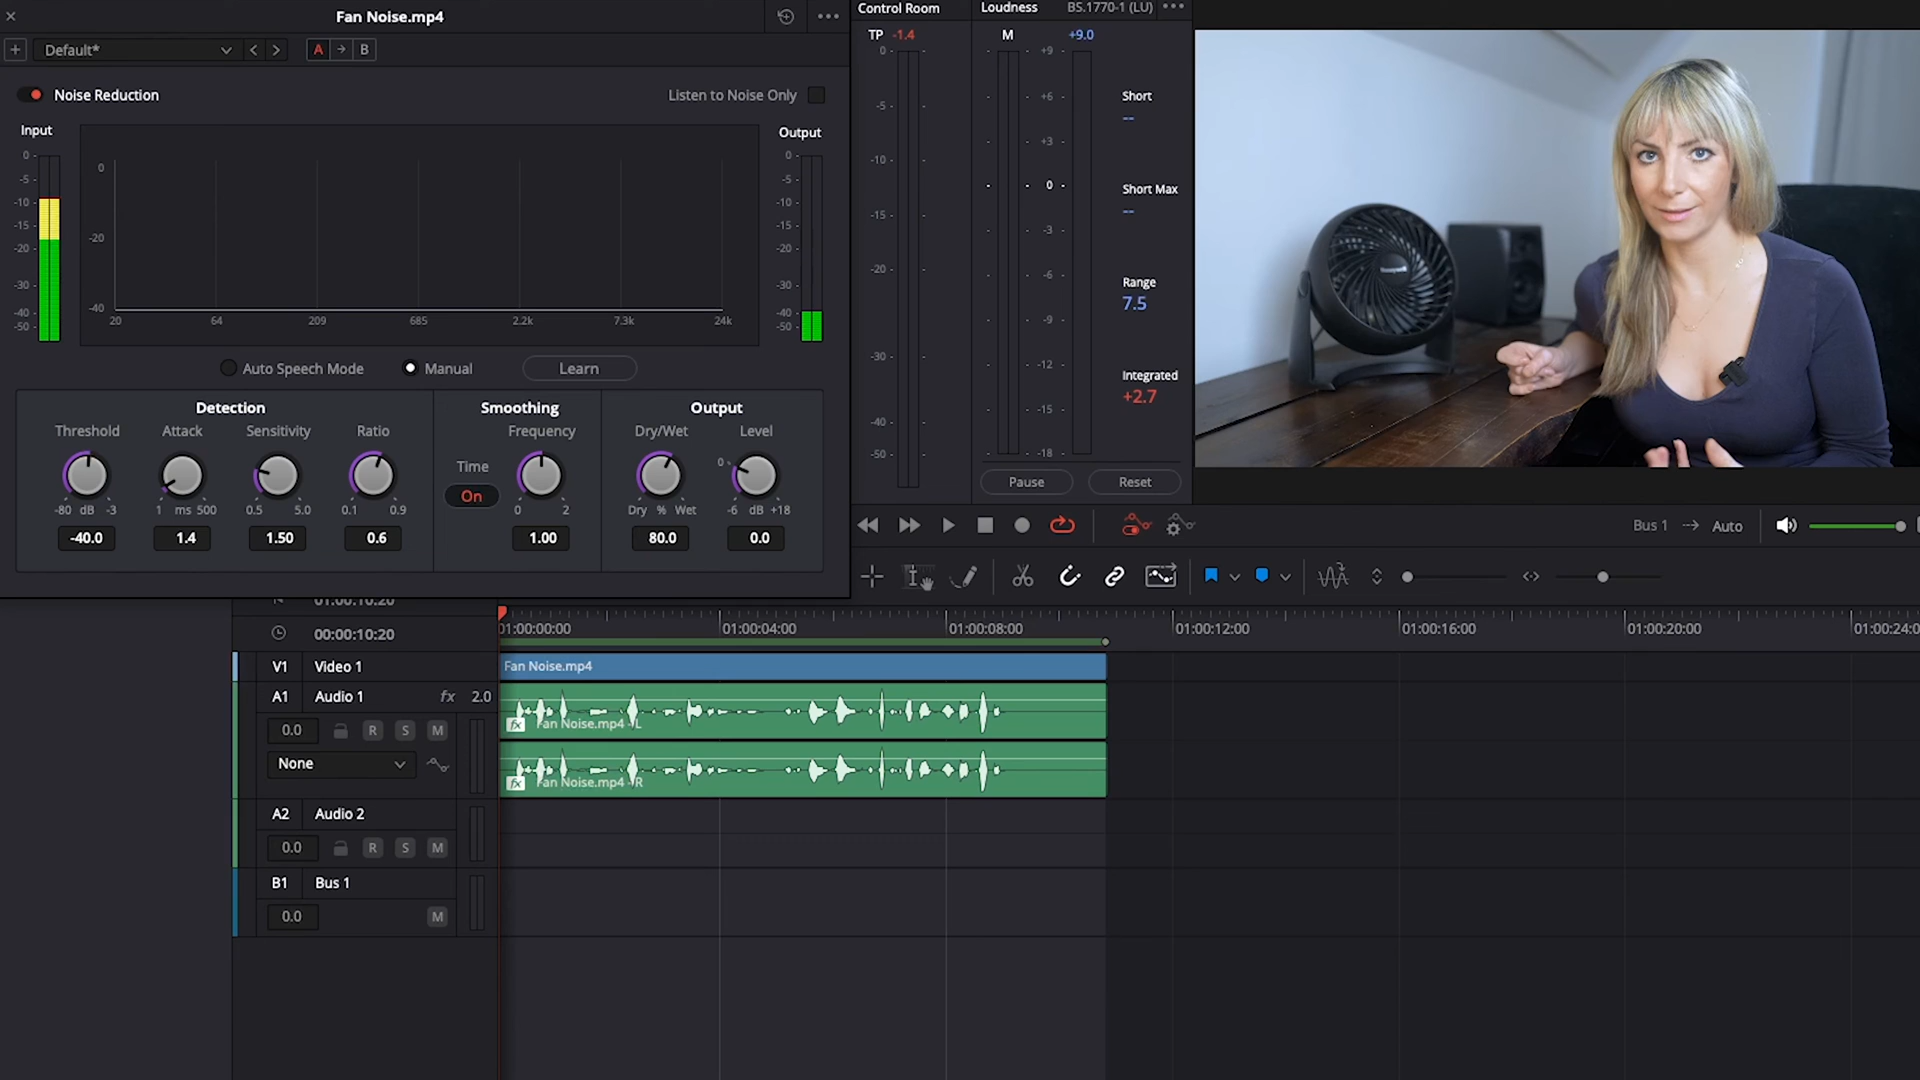 Fan Noise.mp4
Default*
A
B
Noise Reduction
Listen to Noise Only
Input
Output
0
-5
-10
-15
-20
-30
-40
-50
0
-20
-40
20
64
209
685
2.2k
7.3k
24k
0
-5
-10
-15
-20
-30
-40
-50
Auto Speech Mode
Manual
Learn
Detection
Smoothing
Output
Threshold
Attack
Sensitivity
Ratio
Time
Frequency
Dry/Wet
Level
On
0
-80 dB -3
1 ms 500
0.5 5.0
0.1 0.9
0 2
Dry % Wet
-6 dB +18
-40.0
1.4
1.50
0.6
1.00
80.0
0.0
Control Room
Loudness
BS.1770-1 (LU)
TP -1.4
M
+9.0
0
-5
-10
-15
-20
-30
-40
-50
+9
+6
+3
0
-3
-6
-9
-12
-15
-18
Short
--
Short Max
--
Range
7.5
Integrated
+2.7
Pause
Reset
Honeywell
Bus 1
Auto
01:00:10:20
00:00:10:20
01:00:00:00
01:00:04:00
01:00:08:00
01:00:12:00
01:00:16:00
01:00:20:00
01:00:24:0
V1 Video 1
Fan Noise.mp4
A1 Audio 1 fx 2.0
0.0 R S M
fx Fan Noise.mp4 - L
None
fx Fan Noise.mp4 - R
A2 Audio 2
0.0 R S M
B1 Bus 1
0.0 M